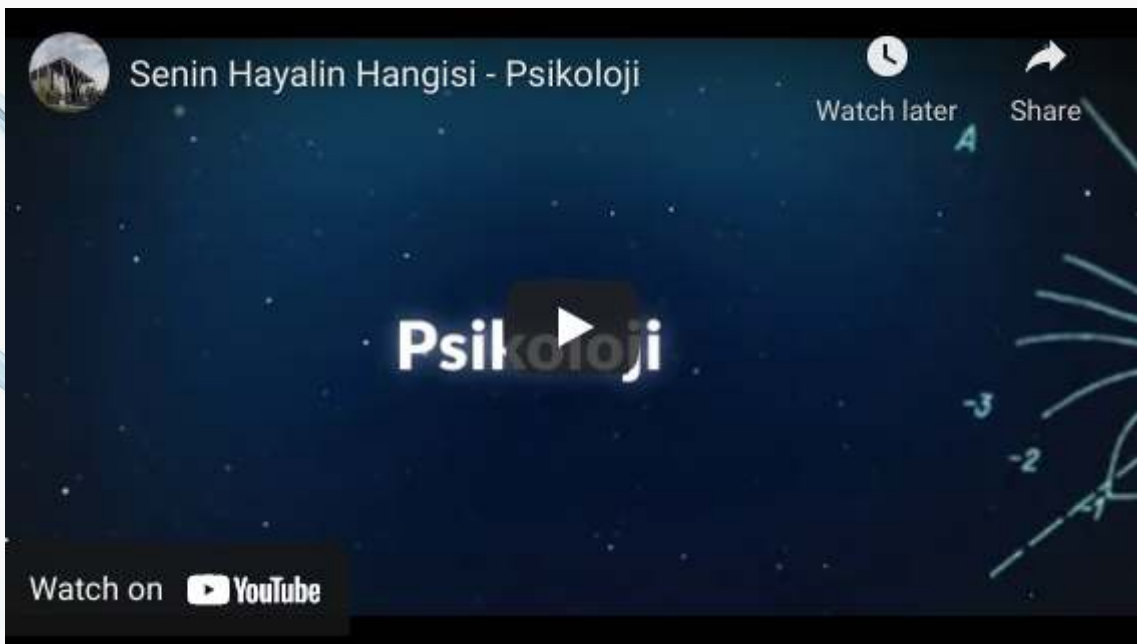 Senin Hayalin Hangisi - Psikoloji
Watch later
Share
A
Psikoloji
-3
-2
-1
Watch on YouTube